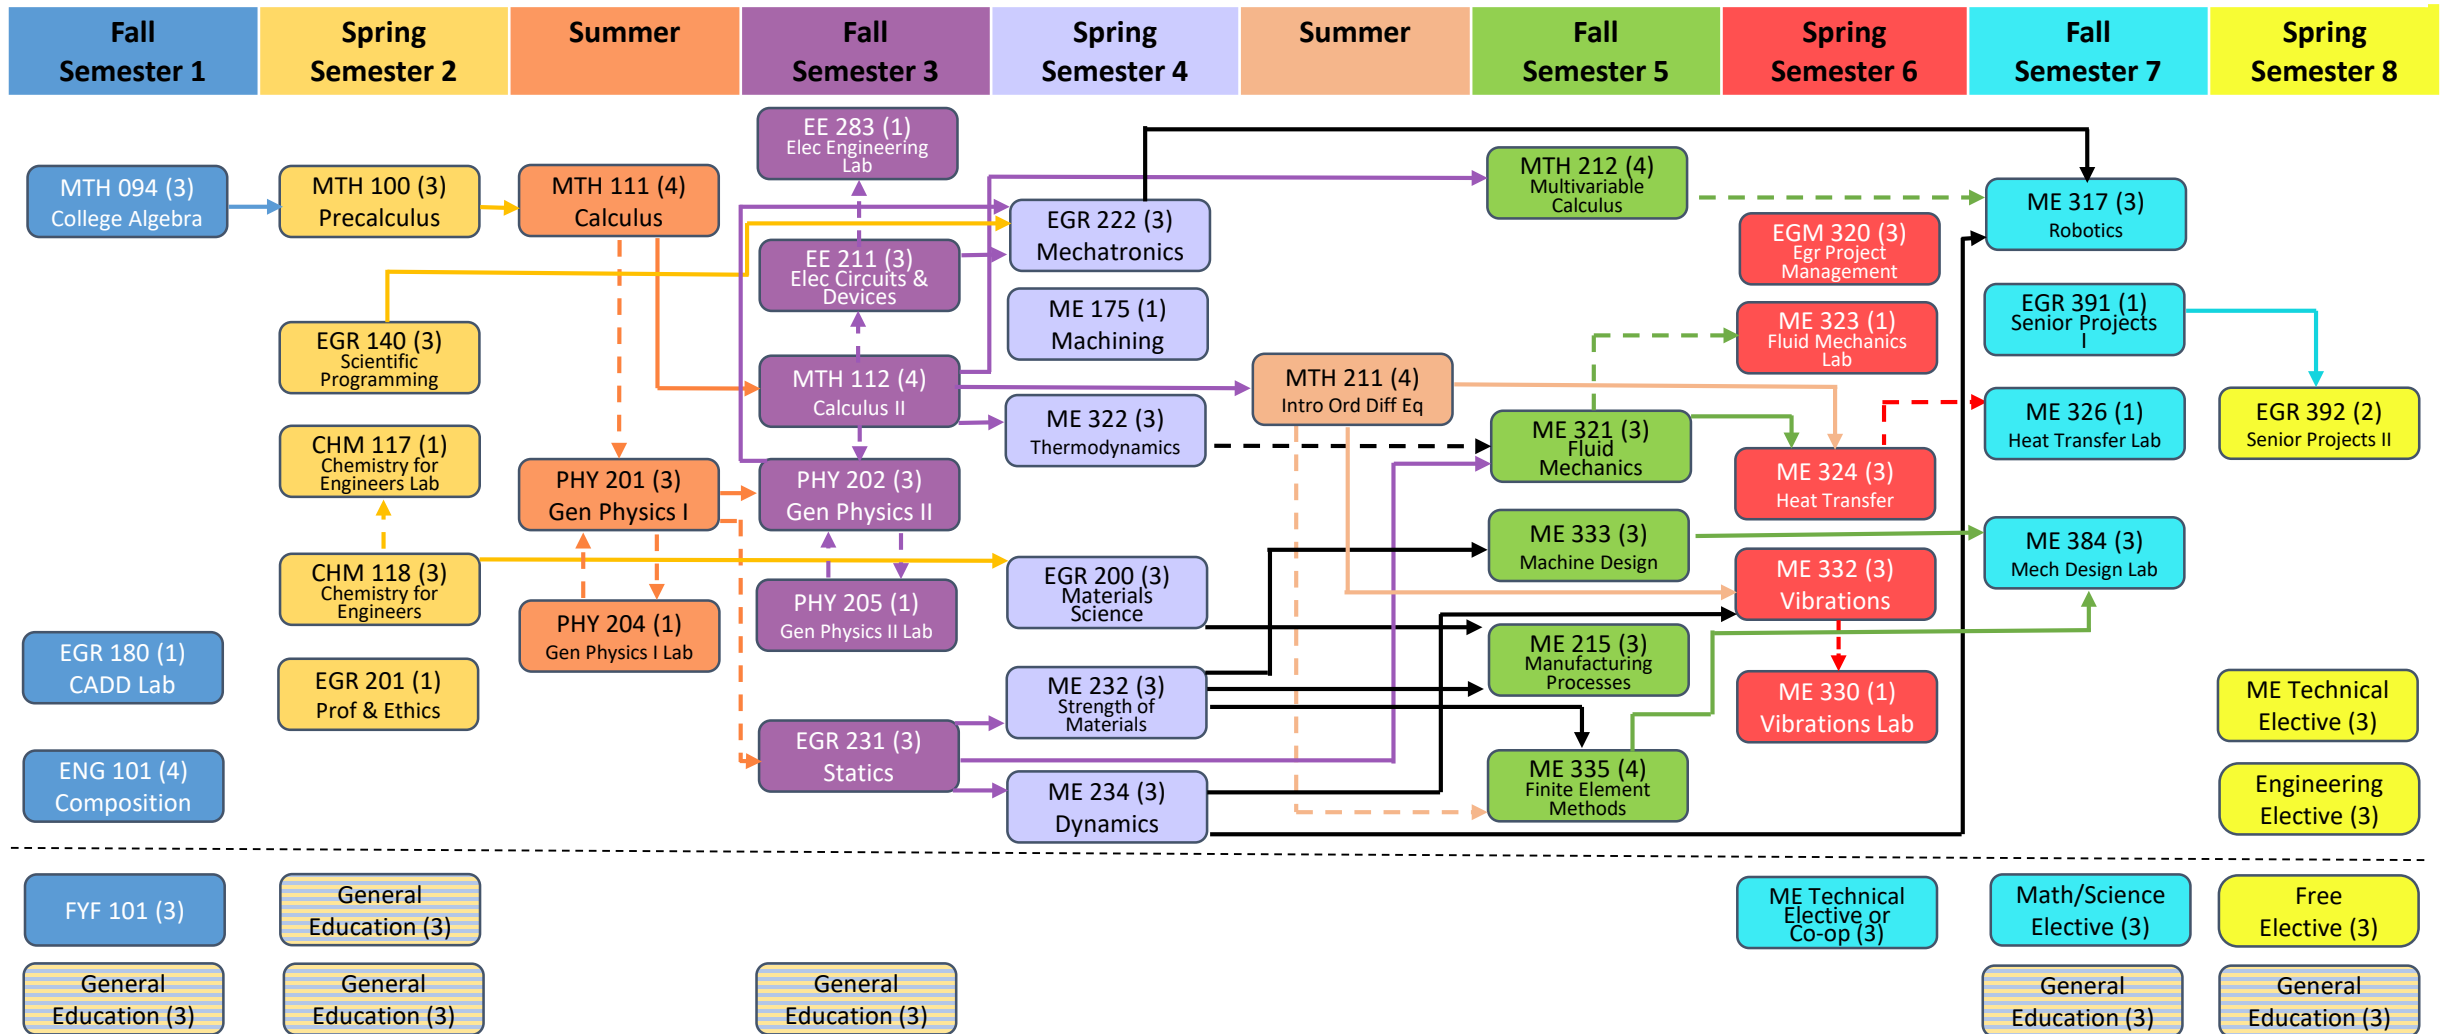 Fall
Semester 1
Spring
Semester 2
Summer
Fall
Semester 3
Spring
Semester 4
Summer
Fall
Semester 5
Spring
Semester 6
Fall
Semester 7
Spring
Semester 8
MTH 094 (3)
College Algebra
EGR 180 (1)
CADD Lab
ENG 101 (4)
Composition
FYF 101 (3)
General
Education (3)
MTH 100 (3)
Precalculus
EGR 140 (3)
Scientific
Programming
CHM 117 (1)
Chemistry for
Engineers Lab
CHM 118 (3)
Chemistry for
Engineers
EGR 201 (1)
Prof & Ethics
General
Education (3)
General
Education (3)
MTH 111 (4)
Calculus
PHY 201 (3)
Gen Physics I
PHY 204 (1)
Gen Physics I Lab
EE 283 (1)
Elec Engineering
Lab
EE 211 (3)
Elec Circuits &
Devices
MTH 112 (4)
Calculus II
PHY 202 (3)
Gen Physics II
PHY 205 (1)
Gen Physics II Lab
EGR 231 (3)
Statics
General
Education (3)
EGR 222 (3)
Mechatronics
ME 175 (1)
Machining
ME 322 (3)
Thermodynamics
EGR 200 (3)
Materials
Science
ME 232 (3)
Strength of
Materials
ME 234 (3)
Dynamics
MTH 211 (4)
Intro Ord Diff Eq
MTH 212 (4)
Multivariable
Calculus
ME 321 (3)
Fluid
Mechanics
ME 333 (3)
Machine Design
ME 215 (3)
Manufacturing
Processes
ME 335 (4)
Finite Element
Methods
EGM 320 (3)
Egr Project
Management
ME 323 (1)
Fluid Mechanics
Lab
ME 324 (3)
Heat Transfer
ME 332 (3)
Vibrations
ME 330 (1)
Vibrations Lab
ME Technical
Elective or
Co-op (3)
ME 317 (3)
Robotics
EGR 391 (1)
Senior Projects
I
ME 326 (1)
Heat Transfer Lab
ME 384 (3)
Mech Design Lab
Math/Science
Elective (3)
General
Education (3)
EGR 392 (2)
Senior Projects II
ME Technical
Elective (3)
Engineering
Elective (3)
Free
Elective (3)
General
Education (3)